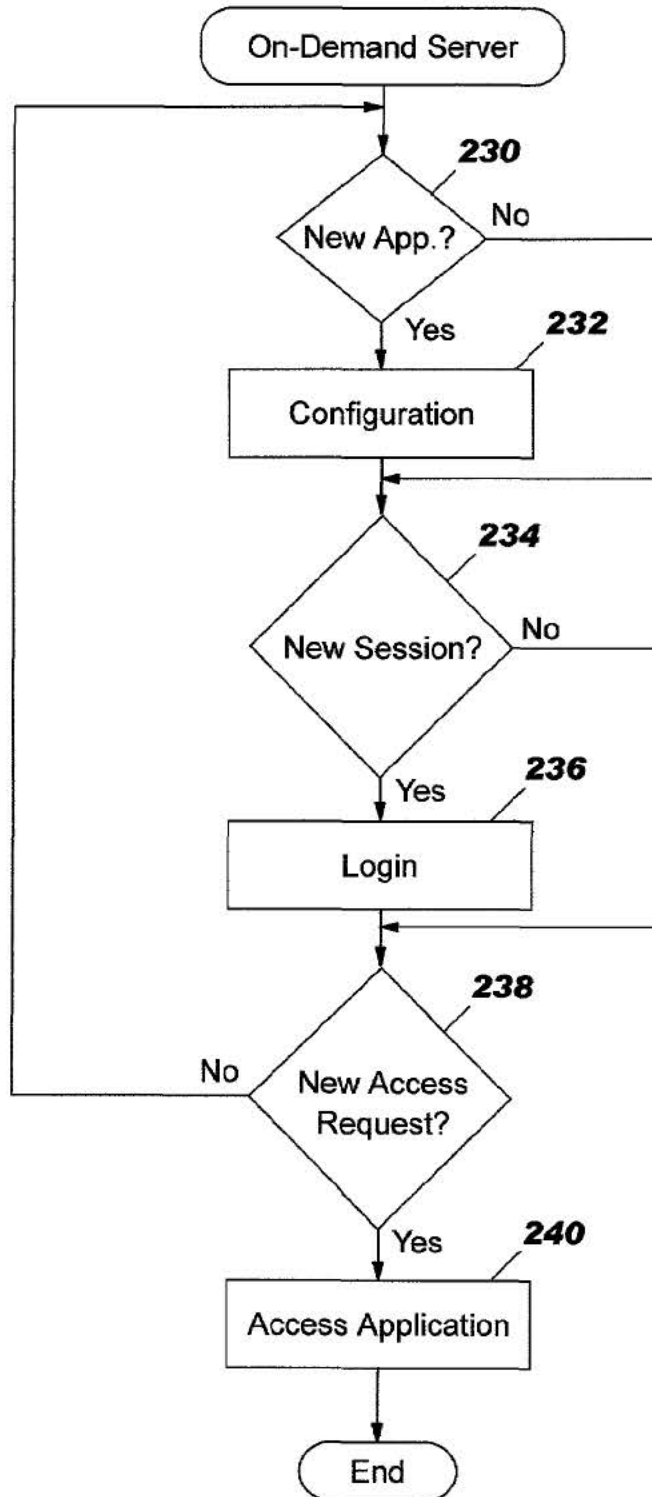 On-Demand Server
230
New App.?
No
Yes
232
Configuration
234
New Session?
No
Yes
236
Login
238
No
New Access
Request?
Yes
240
Access Application
End